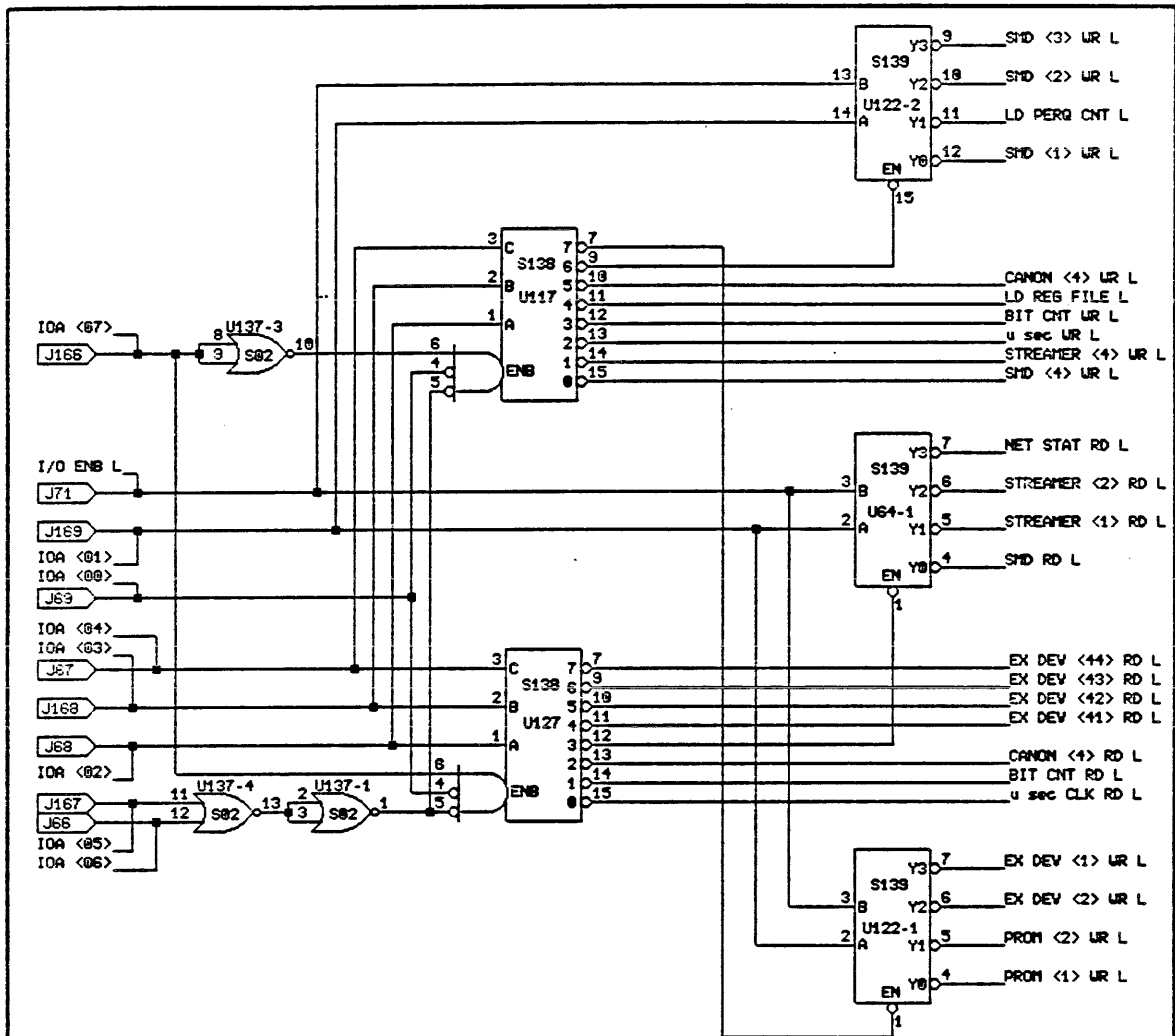 9 SMD <3> WR L
Y3
S139
13 B Y2 10 SMD <2> WR L
U122-2
14 A Y1 11 LD PERQ CNT L
Y0 12 SMD <1> WR L
EN
15
3 C 7 7
S138 6 9
2 B 5 10 CANON <4> WR L
U117 4 11 LD REG FILE L
1 A 3 12 BIT CNT WR L
2 13 u sec WR L
1 14 STREAMER <4> WR L
0 15 SMD <4> WR L
6
4 ENB
5
IOA <07>
J166
U137-3
8
9 S02 10
I/O ENB L
J71
J169
IOA <01>
IOA <00>
J69
7 NET STAT RD L
Y3
S139
3 B Y2 6 STREAMER <2> RD L
U64-1
2 A Y1 5 STREAMER <1> RD L
Y0 4 SMD RD L
EN
1
IOA <04>
IOA <03>
J67
J168
J68
IOA <02>
3 C 7 7 EX DEV <44> RD L
S138 6 9 EX DEV <43> RD L
2 B 5 10 EX DEV <42> RD L
U127 4 11 EX DEV <41> RD L
1 A 3 12
2 13 CANON <4> RD L
1 14 BIT CNT RD L
0 15 u sec CLK RD L
6
4 ENB
5
U137-4 U137-1
J167 11 S02 13 2 S02 1
J66 12 3
IOA <05>
IOA <06>
7 EX DEV <1> WR L
Y3
S139
3 B Y2 6 EX DEV <2> WR L
U122-1
2 A Y1 5 PROM <2> WR L
Y0 4 PROM <1> WR L
EN
1